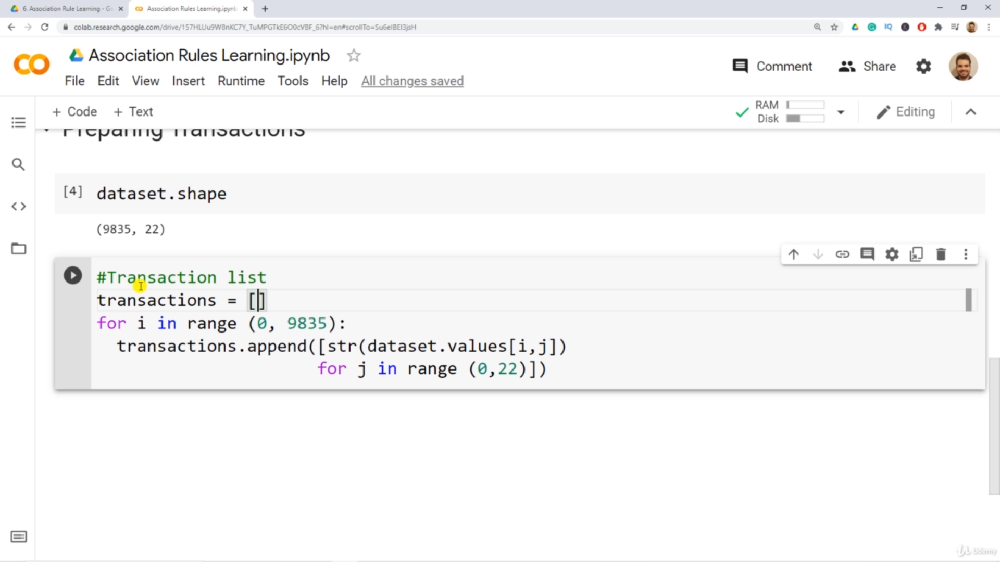 6. Association Rule Learning - Go
Association Rules Learning.ipynb
colab.research.google.com/drive/157HLUu9W8nKC7Y_TuMPGTkE6O0cVBF_6?hl=en#scrollTo=Su6elBEI3jsH
Association Rules Learning.ipynb
Comment
Share
File Edit View Insert Runtime Tools Help All changes saved
+ Code + Text
RAM
Disk
Editing
Preparing Transactions
[4] dataset.shape
(9835, 22)
#Transaction list
transactions = []
for i in range (0, 9835):
transactions.append([str(dataset.values[i,j])
for j in range (0,22)])
Udemy